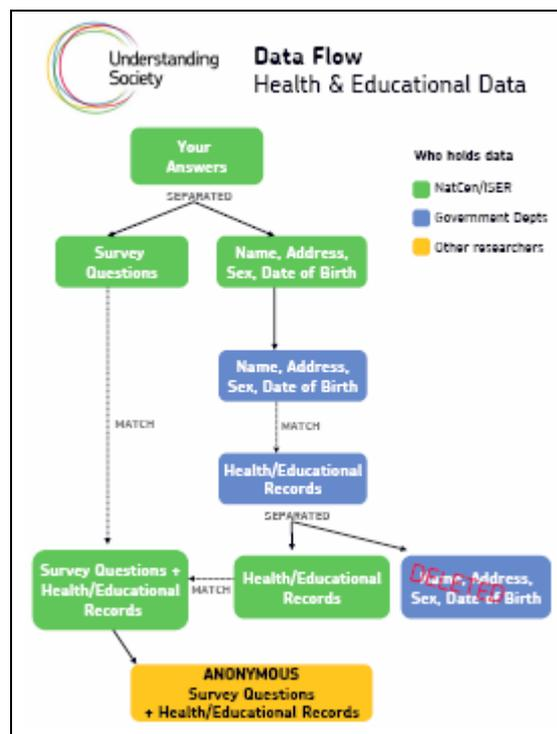 Understanding
Society
Data Flow
Health & Educational Data
Your
Answers
Who holds data
NatCen/ISER
Government Depts
Other researchers
SEPARATED
Survey
Questions
Name, Address,
Sex, Date of Birth
Name, Address,
Sex, Date of Birth
MATCH
MATCH
Health/Educational
Records
SEPARATED
Survey Questions +
Health/Educational
Records
MATCH
Health/Educational
Records
Name, Address,
Sex, Date of Birth
DELETED
ANONYMOUS
Survey Questions
+ Health/Educational Records